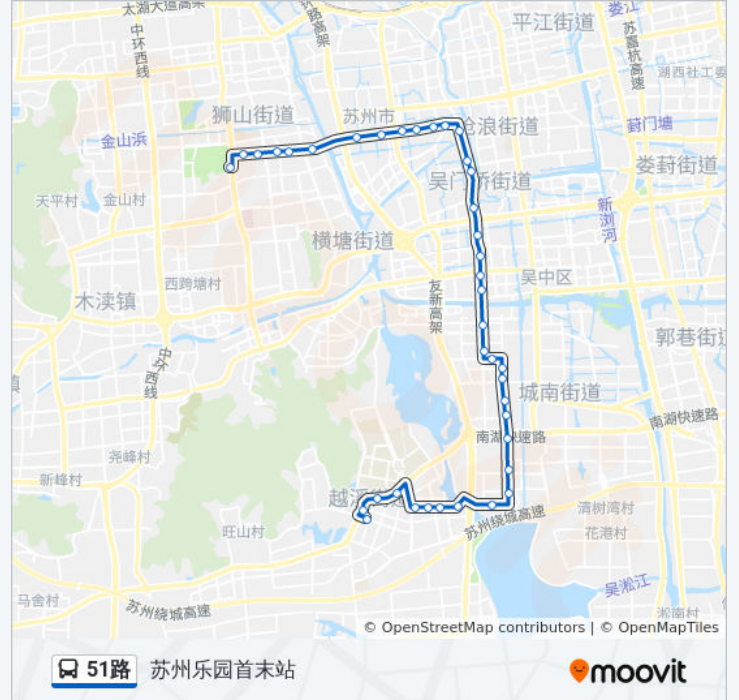 太湖大道高架
中环西线
路高架
平江街道
娄江
苏嘉杭高速
湖西社工委
狮山街道
苏州市
沧浪街道
葑门塘
金山浜
娄葑街道
吴门桥街道
天平村
金山村
新浏河
横塘街道
吴中区
西跨塘村
木渎镇
友新高架
郭巷街道
中环西线
镇
城南街道
南湖快速路
南湖快速路
尧峰村
新峰村
越溪街道
清树湾村
苏州绕城高速
花港村
旺山村
吴淞江
马舍村
苏州绕城高速
淞南村
© OpenStreetMap contributors | © OpenMapTiles
51路 苏州乐园首末站
moovit